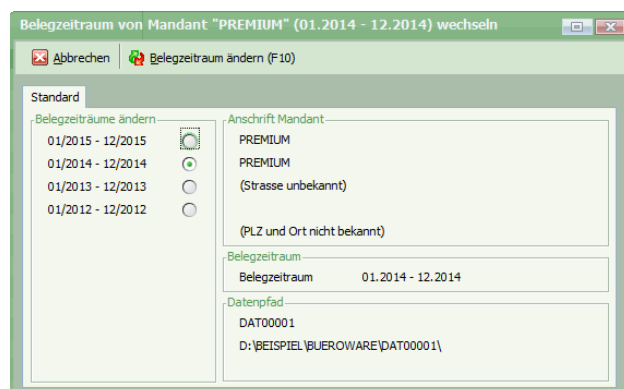 Belegzeitraum von Mandant "PREMIUM" (01.2014 - 12.2014) wechseln
Abbrechen Belegzeitraum ändern (F10)
Standard
Belegzeiträume ändern
01/2015 - 12/2015
01/2014 - 12/2014
01/2013 - 12/2013
01/2012 - 12/2012
Anschrift Mandant
PREMIUM
PREMIUM
(Strasse unbekannt)
(PLZ und Ort nicht bekannt)
Belegzeitraum
Belegzeitraum 01.2014 - 12.2014
Datenpfad
DAT00001
D:\BEISPIEL\BUEROWARE\DAT00001\